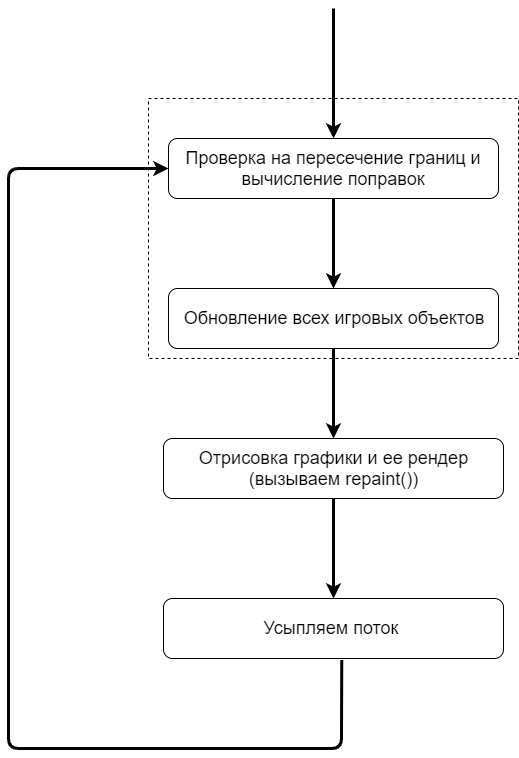 Проверка на пересечение границ и
вычисление поправок
Обновление всех игровых объектов
Отрисовка графики и ее рендер
(вызываем repaint())
Усыпляем поток